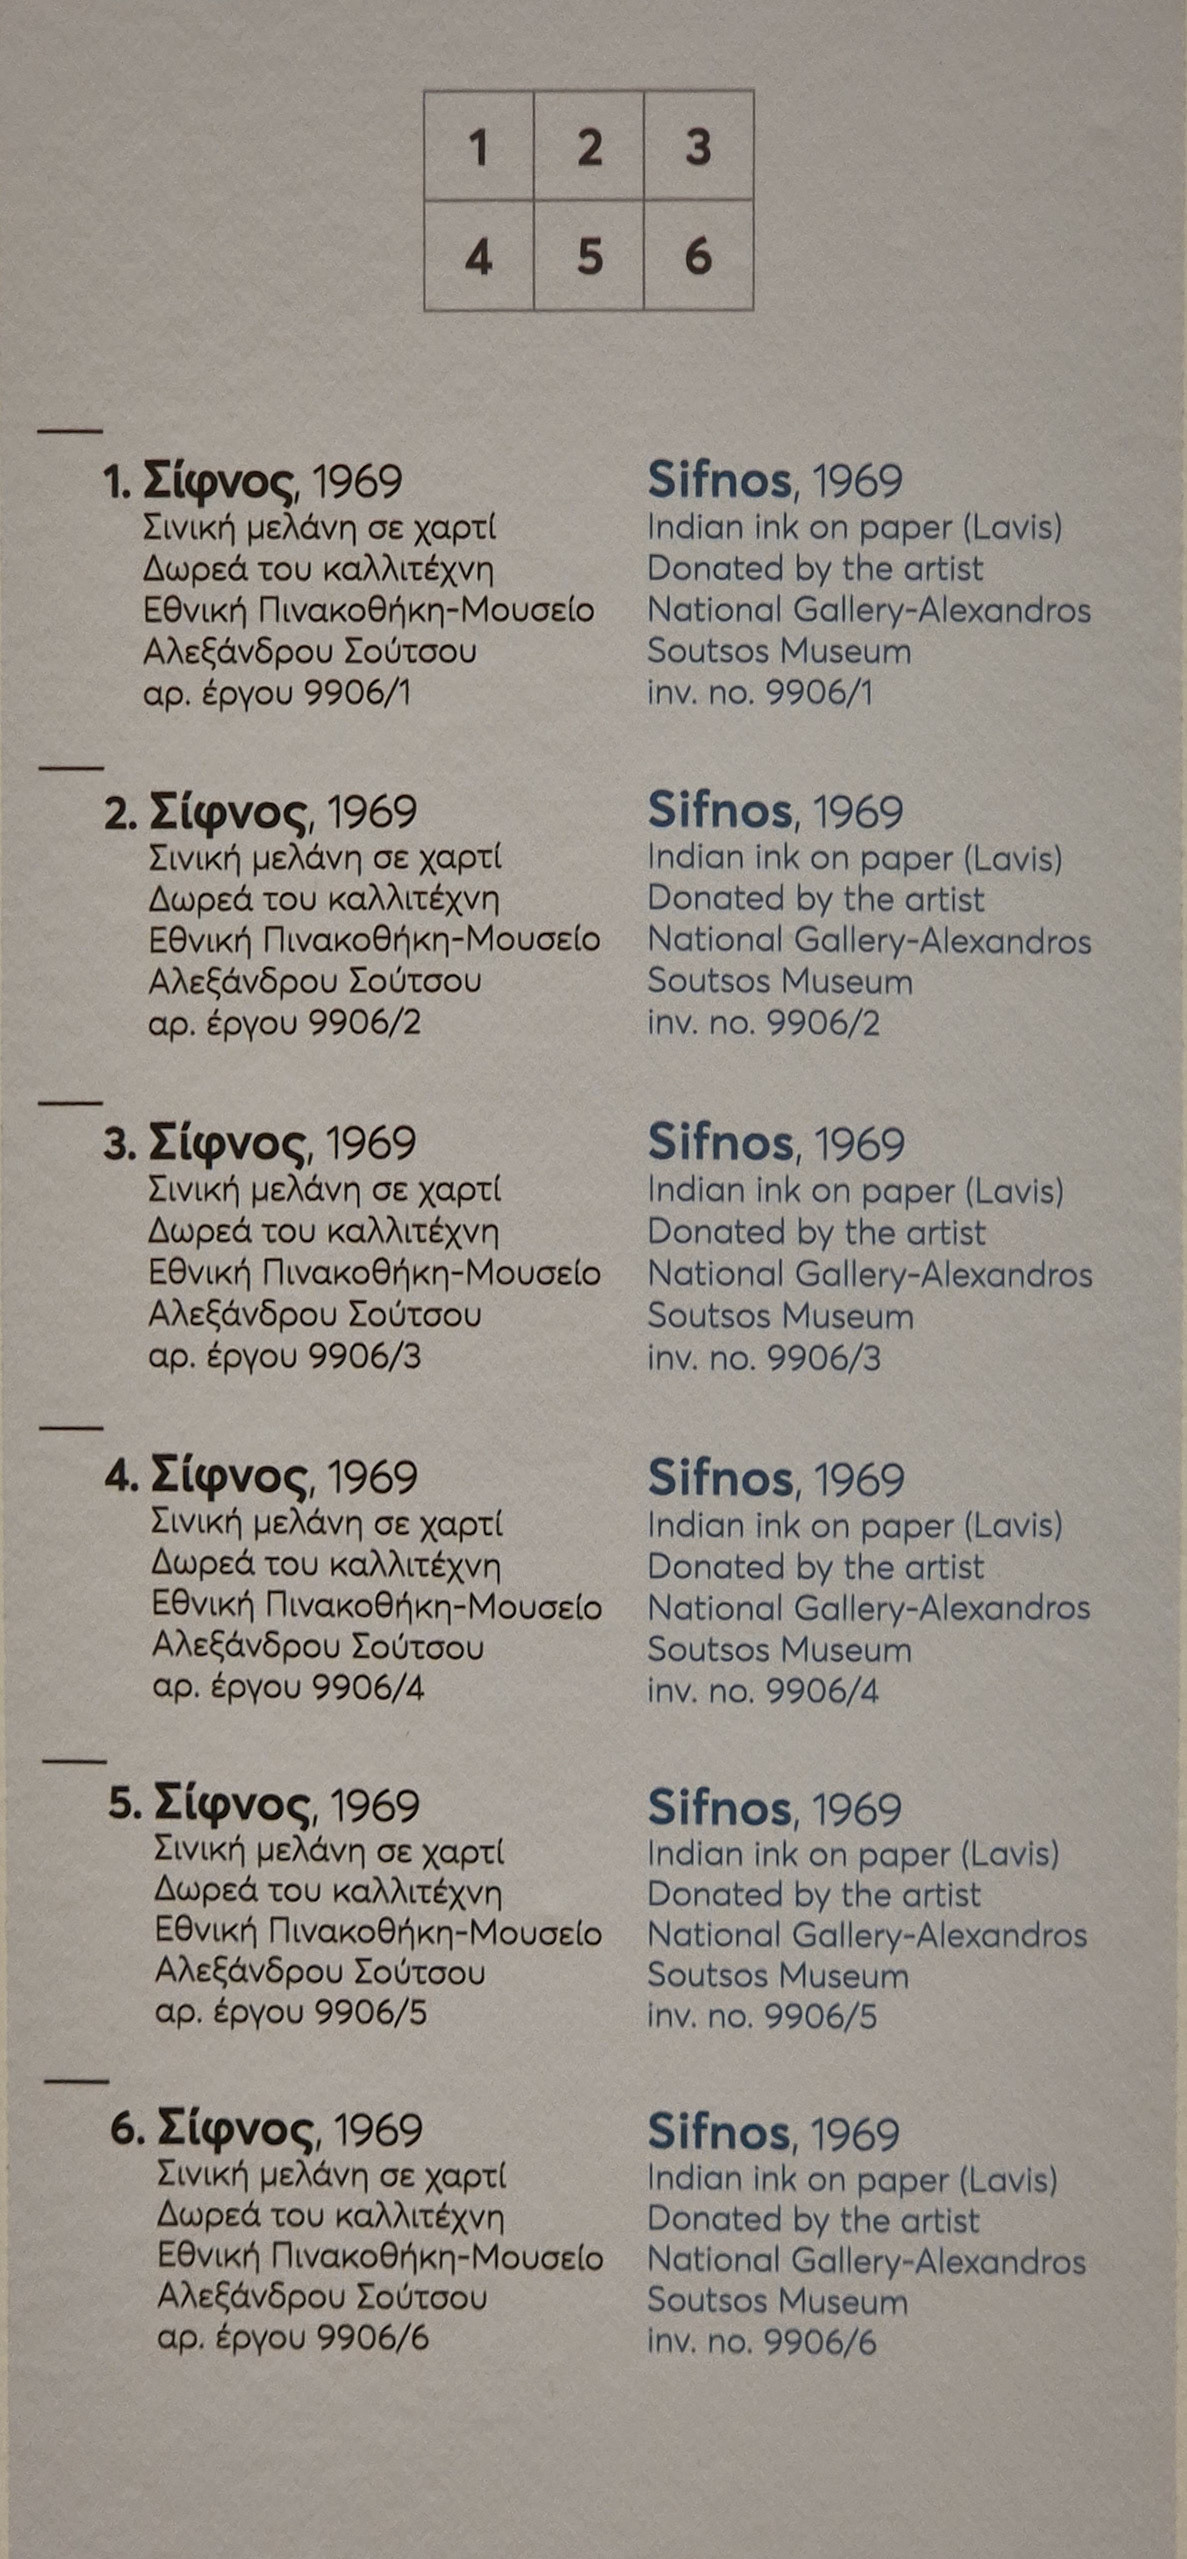 1 2 3
4 5 6
1. Σίφνος, 1969
Σινική μελάνη σε χαρτί
Δωρεά του καλλιτέχνη
Εθνική Πινακοθήκη-Μουσείο
Αλεξάνδρου Σούτσου
αρ. έργου 9906/1
Sifnos, 1969
Indian ink on paper (Lavis)
Donated by the artist
National Gallery-Alexandros
Soutsos Museum
inv. no. 9906/1
2. Σίφνος, 1969
Σινική μελάνη σε χαρτί
Δωρεά του καλλιτέχνη
Εθνική Πινακοθήκη-Μουσείο
Αλεξάνδρου Σούτσου
αρ. έργου 9906/2
Sifnos, 1969
Indian ink on paper (Lavis)
Donated by the artist
National Gallery-Alexandros
Soutsos Museum
inv. no. 9906/2
3. Σίφνος, 1969
Σινική μελάνη σε χαρτί
Δωρεά του καλλιτέχνη
Εθνική Πινακοθήκη-Μουσείο
Αλεξάνδρου Σούτσου
αρ. έργου 9906/3
Sifnos, 1969
Indian ink on paper (Lavis)
Donated by the artist
National Gallery-Alexandros
Soutsos Museum
inv. no. 9906/3
4. Σίφνος, 1969
Σινική μελάνη σε χαρτί
Δωρεά του καλλιτέχνη
Εθνική Πινακοθήκη-Μουσείο
Αλεξάνδρου Σούτσου
αρ. έργου 9906/4
Sifnos, 1969
Indian ink on paper (Lavis)
Donated by the artist
National Gallery-Alexandros
Soutsos Museum
inv. no. 9906/4
5. Σίφνος, 1969
Σινική μελάνη σε χαρτί
Δωρεά του καλλιτέχνη
Εθνική Πινακοθήκη-Μουσείο
Αλεξάνδρου Σούτσου
αρ. έργου 9906/5
Sifnos, 1969
Indian ink on paper (Lavis)
Donated by the artist
National Gallery-Alexandros
Soutsos Museum
inv. no. 9906/5
6. Σίφνος, 1969
Σινική μελάνη σε χαρτί
Δωρεά του καλλιτέχνη
Εθνική Πινακοθήκη-Μουσείο
Αλεξάνδρου Σούτσου
αρ. έργου 9906/6
Sifnos, 1969
Indian ink on paper (Lavis)
Donated by the artist
National Gallery-Alexandros
Soutsos Museum
inv. no. 9906/6